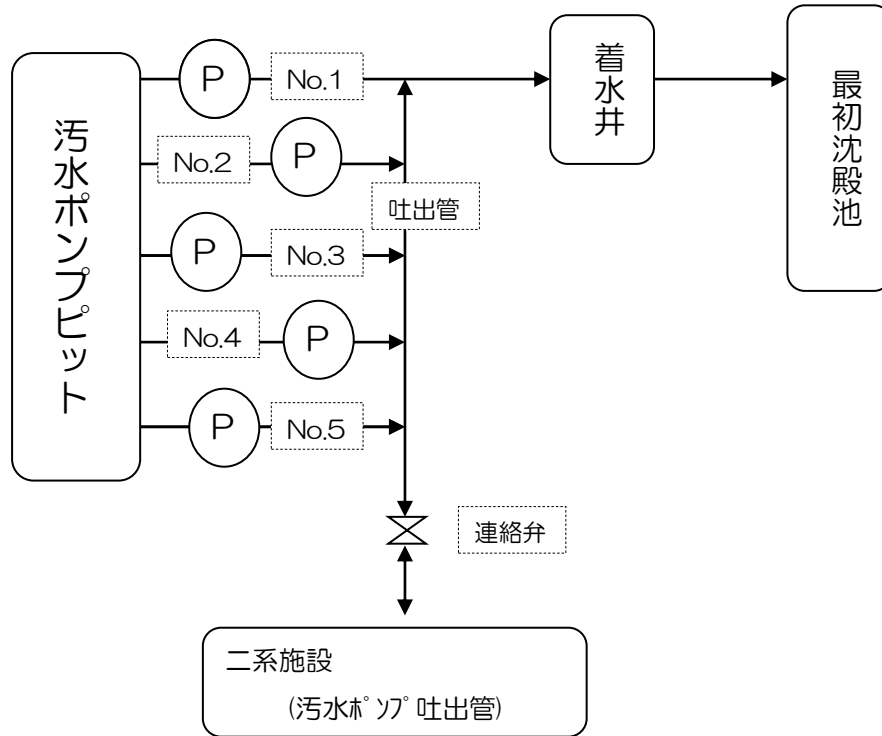 汚水ポンプピット
P
No.1
No.2
P
P
No.3
No.4
P
P
No.5
吐出管
着水井
最初沈殿池
連絡弁
二系施設
(汚水ﾎﾟﾝﾌﾟ吐出管)